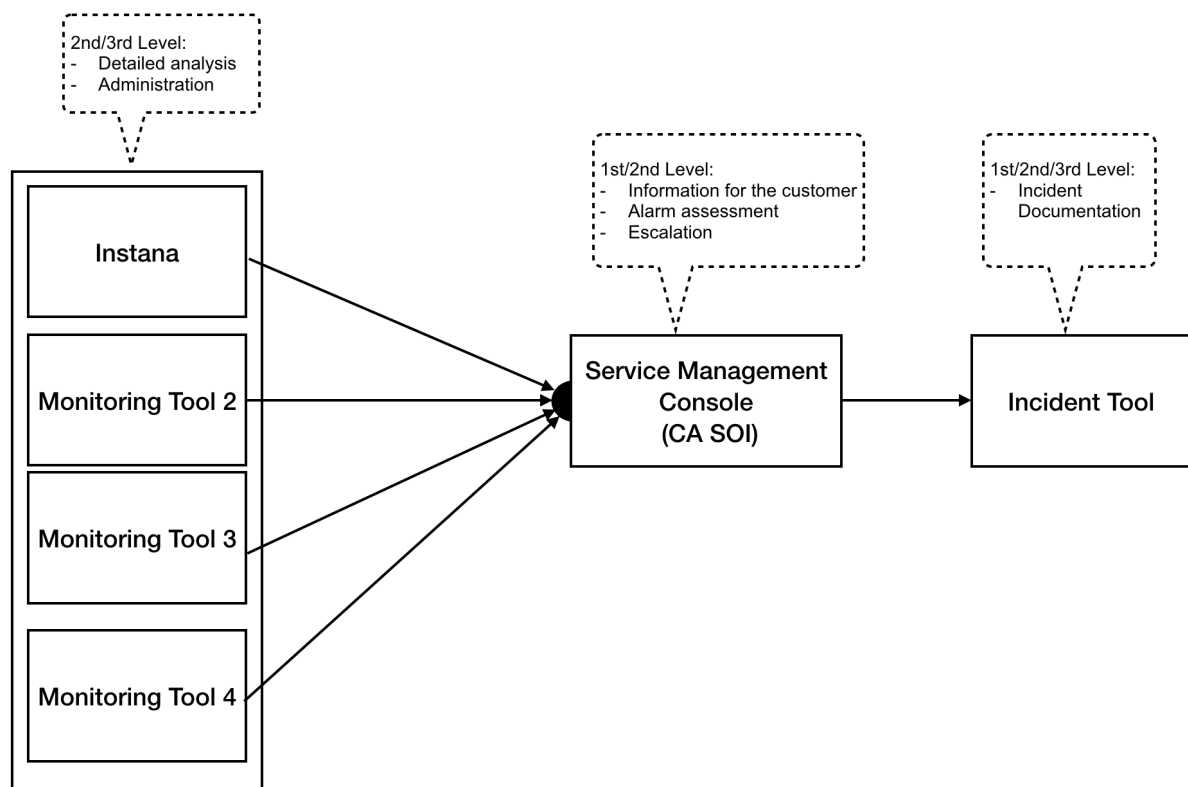 2nd/3rd Level:
- Detailed analysis
- Administration
Instana
Monitoring Tool 2
Monitoring Tool 3
Monitoring Tool 4
1st/2nd Level:
- Information for the customer
- Alarm assessment
- Escalation
Service Management
Console
(CA SOI)
1st/2nd/3rd Level:
- Incident
Documentation
Incident Tool